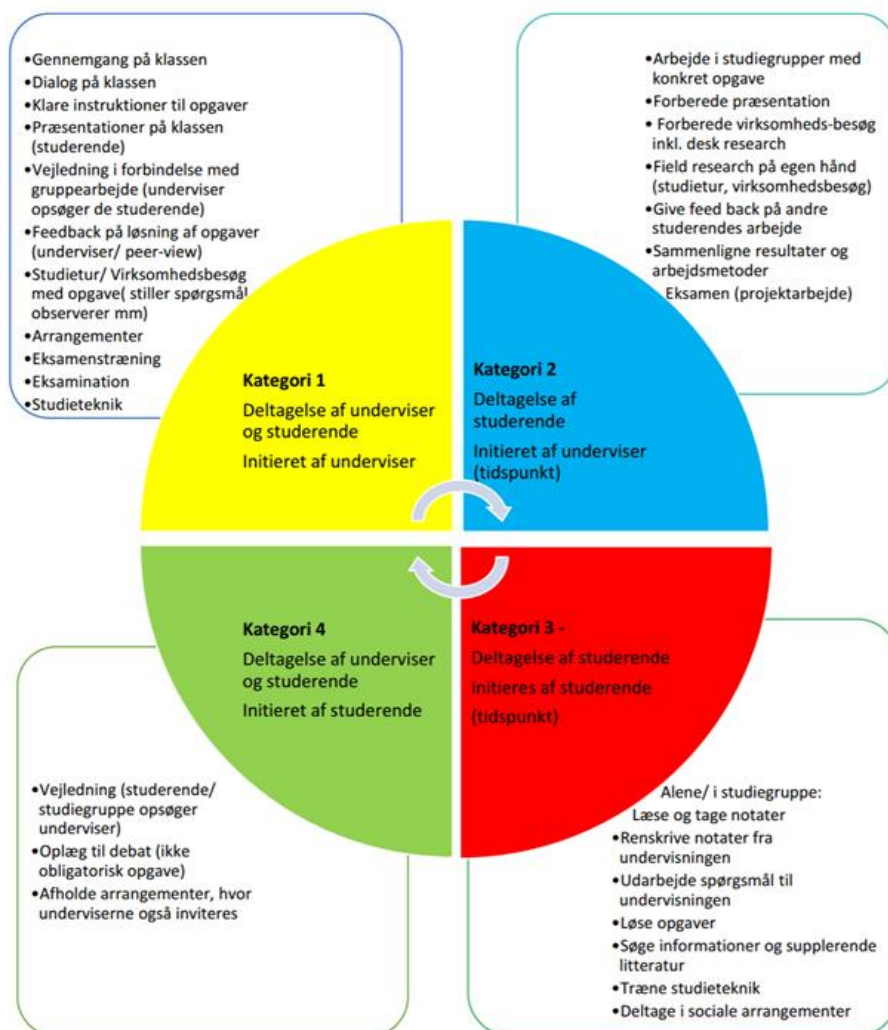 •Gennemgang på klassen
•Dialog på klassen
•Klare instruktioner til opgaver
•Præsentationer på klassen
(studerende)
•Vejledning i forbindelse med
gruppearbejde (underviser
opsøger de studerende)
•Feedback på løsning af opgaver
(underviser/ peer-view)
•Studietur/ Virksomhedsbesøg
med opgave( stiller spørgsmål
observerer mm)
•Arrangementer
•Eksamenstræning
•Eksamination
•Studieteknik
•Arbejde i studiegrupper med
konkret opgave
•Forberede præsentation
• Forberede virksomheds-besøg
inkl. desk research
•Field research på egen hånd
(studietur, virksomhedsbesøg)
•Give feed back på andre
studerendes arbejde
•Sammenligne resultater og
arbejdsmetoder
Eksamen (projektarbejde)
Kategori 1
Deltagelse af underviser
og studerende
Initieret af underviser
Kategori 2
Deltagelse af
studerende
Initieret af underviser
(tidspunkt)
Kategori 4
Deltagelse af underviser
og studerende
Initieret af studerende
Kategori 3 -
Deltagelse af studerende
Initieres af studerende
(tidspunkt)
•Vejledning (studerende/
studiegruppe opsøger
underviser)
•Oplæg til debat (ikke
obligatorisk opgave)
•Afholde arrangementer, hvor
underviserne også inviteres
Alene/ i studiegruppe:
Læse og tage notater
•Renskrive notater fra
undervisningen
•Udarbejde spørgsmål til
undervisningen
•Løse opgaver
•Søge informationer og supplerende
litteratur
•Træne studieteknik
•Deltage i sociale arrangementer